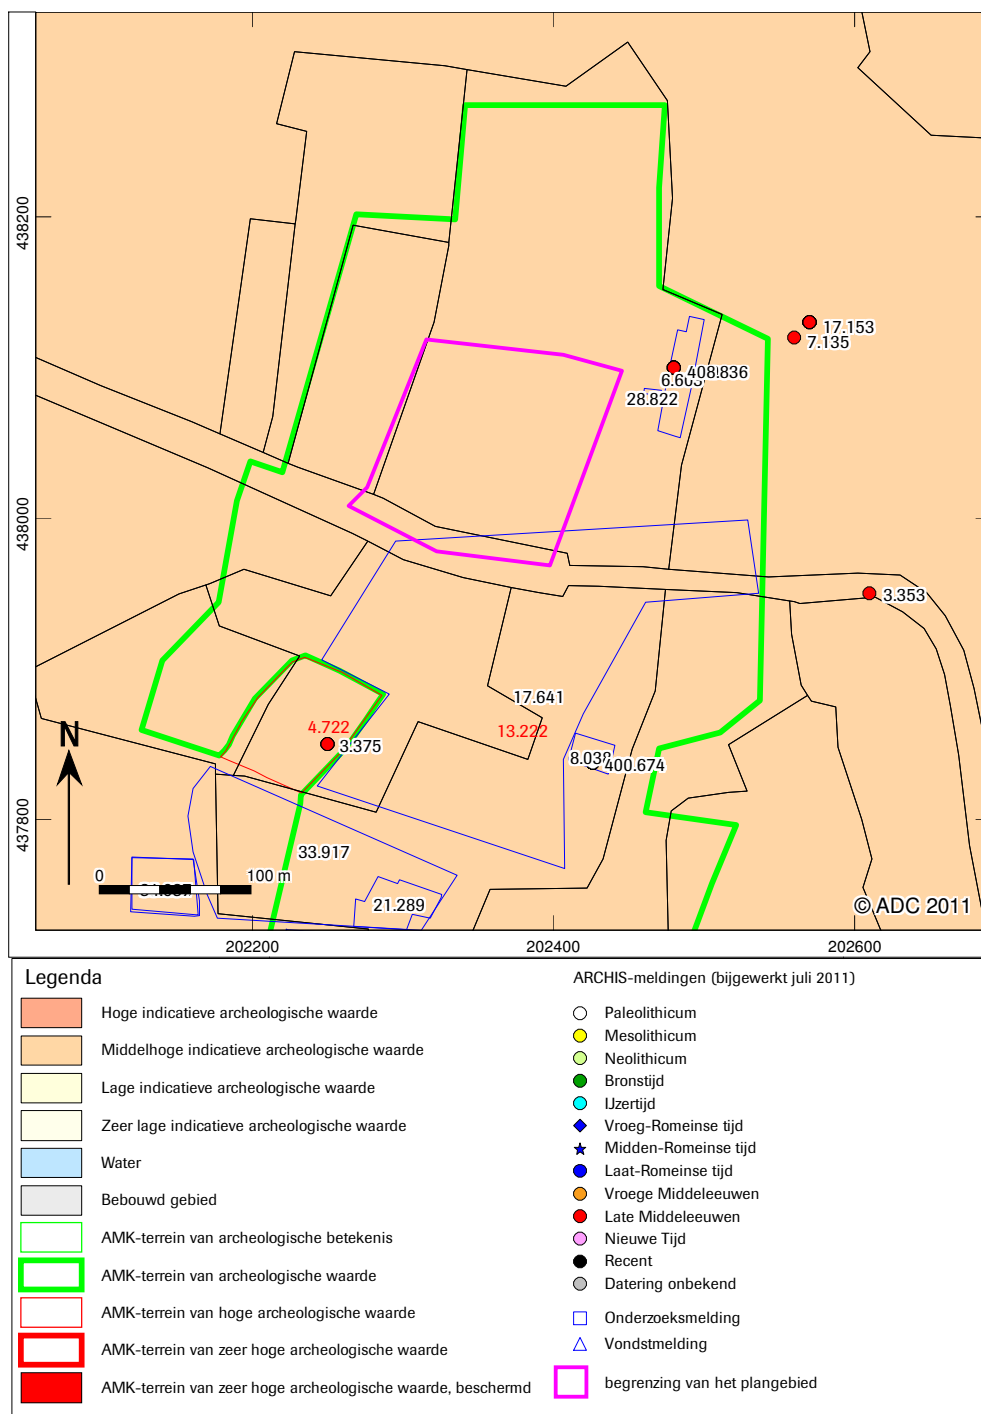 438200
438000
437800
17.153
7.135
408.836
6.603
28.822
3.353
17.641
4.722
13.222
3.375
8.038
400.674
33.917
21.289
N
0 100 m
© ADC 2011
202200 202400 202600
Legenda
Hoge indicatieve archeologische waarde
Middelhoge indicatieve archeologische waarde
Lage indicatieve archeologische waarde
Zeer lage indicatieve archeologische waarde
Water
Bebouwd gebied
AMK-terrein van archeologische betekenis
AMK-terrein van archeologische waarde
AMK-terrein van hoge archeologische waarde
AMK-terrein van zeer hoge archeologische waarde
AMK-terrein van zeer hoge archeologische waarde, beschermd
ARCHIS-meldingen (bijgewerkt juli 2011)
Paleolithicum
Mesolithicum
Neolithicum
Bronstijd
IJzertijd
Vroeg-Romeinse tijd
Midden-Romeinse tijd
Laat-Romeinse tijd
Vroege Middeleeuwen
Late Middeleeuwen
Nieuwe Tijd
Recent
Datering onbekend
Onderzoeksmelding
Vondstmelding
begrenzing van het plangebied